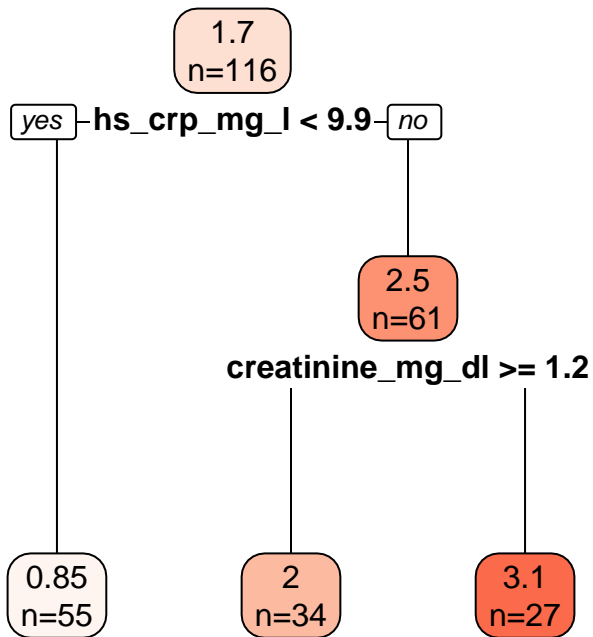 1.7
n=116
yes hs_crp_mg_l < 9.9 no
2.5
n=61
creatinine_mg_dl >= 1.2
0.85
n=55
2
n=34
3.1
n=27